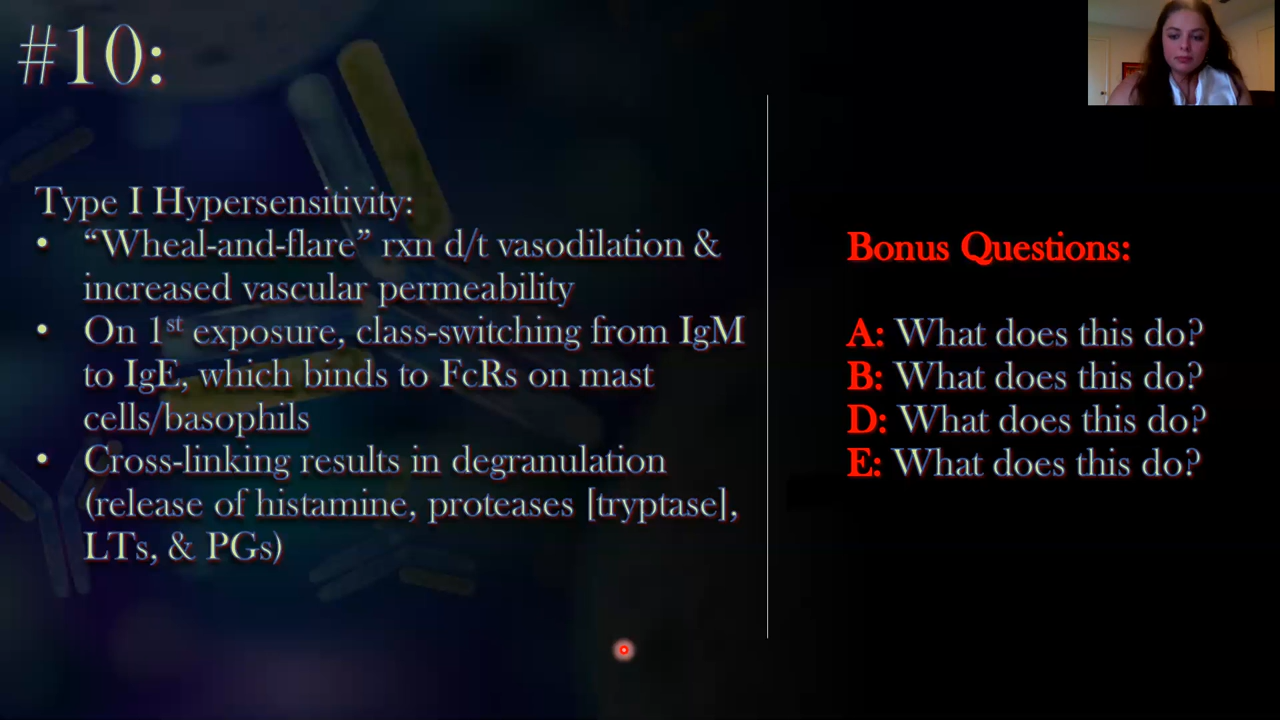 #10:
Type I Hypersensitivity:
• “Wheal-and-flare” rxn d/t vasodilation &
increased vascular permeability
• On 1st exposure, class-switching from IgM
to IgE, which binds to FcRs on mast
cells/basophils
• Cross-linking results in degranulation
(release of histamine, proteases [tryptase],
LTs, & PGs)
Bonus Questions:
A: What does this do?
B: What does this do?
D: What does this do?
E: What does this do?